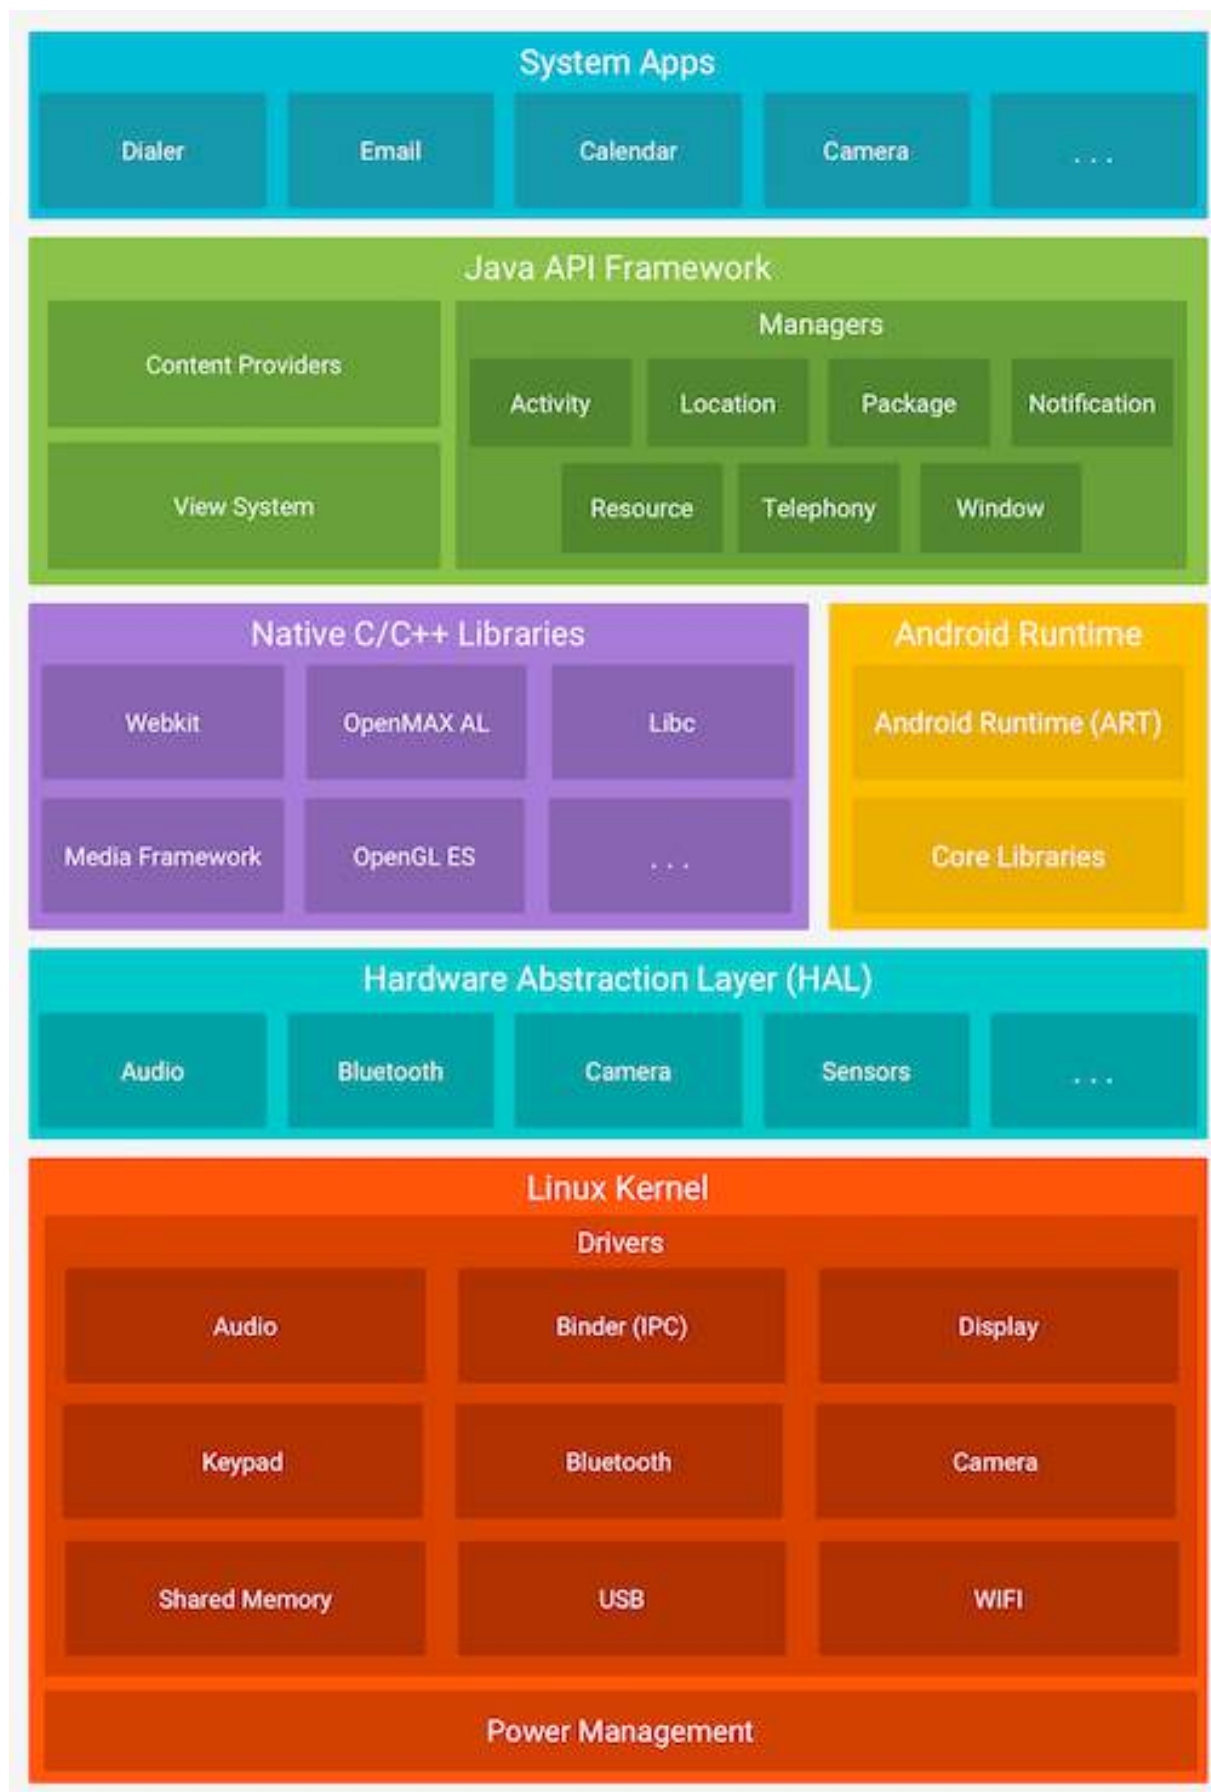 System Apps
Dialer
Email
Calendar
Camera
. . .
Java API Framework
Content Providers
View System
Managers
Activity
Location
Package
Notification
Resource
Telephony
Window
Native C/C++ Libraries
Webkit
OpenMAX AL
Libc
Media Framework
OpenGL ES
. . .
Android Runtime
Android Runtime (ART)
Core Libraries
Hardware Abstraction Layer (HAL)
Audio
Bluetooth
Camera
Sensors
. . .
Linux Kernel
Drivers
Audio
Binder (IPC)
Display
Keypad
Bluetooth
Camera
Shared Memory
USB
WIFI
Power Management